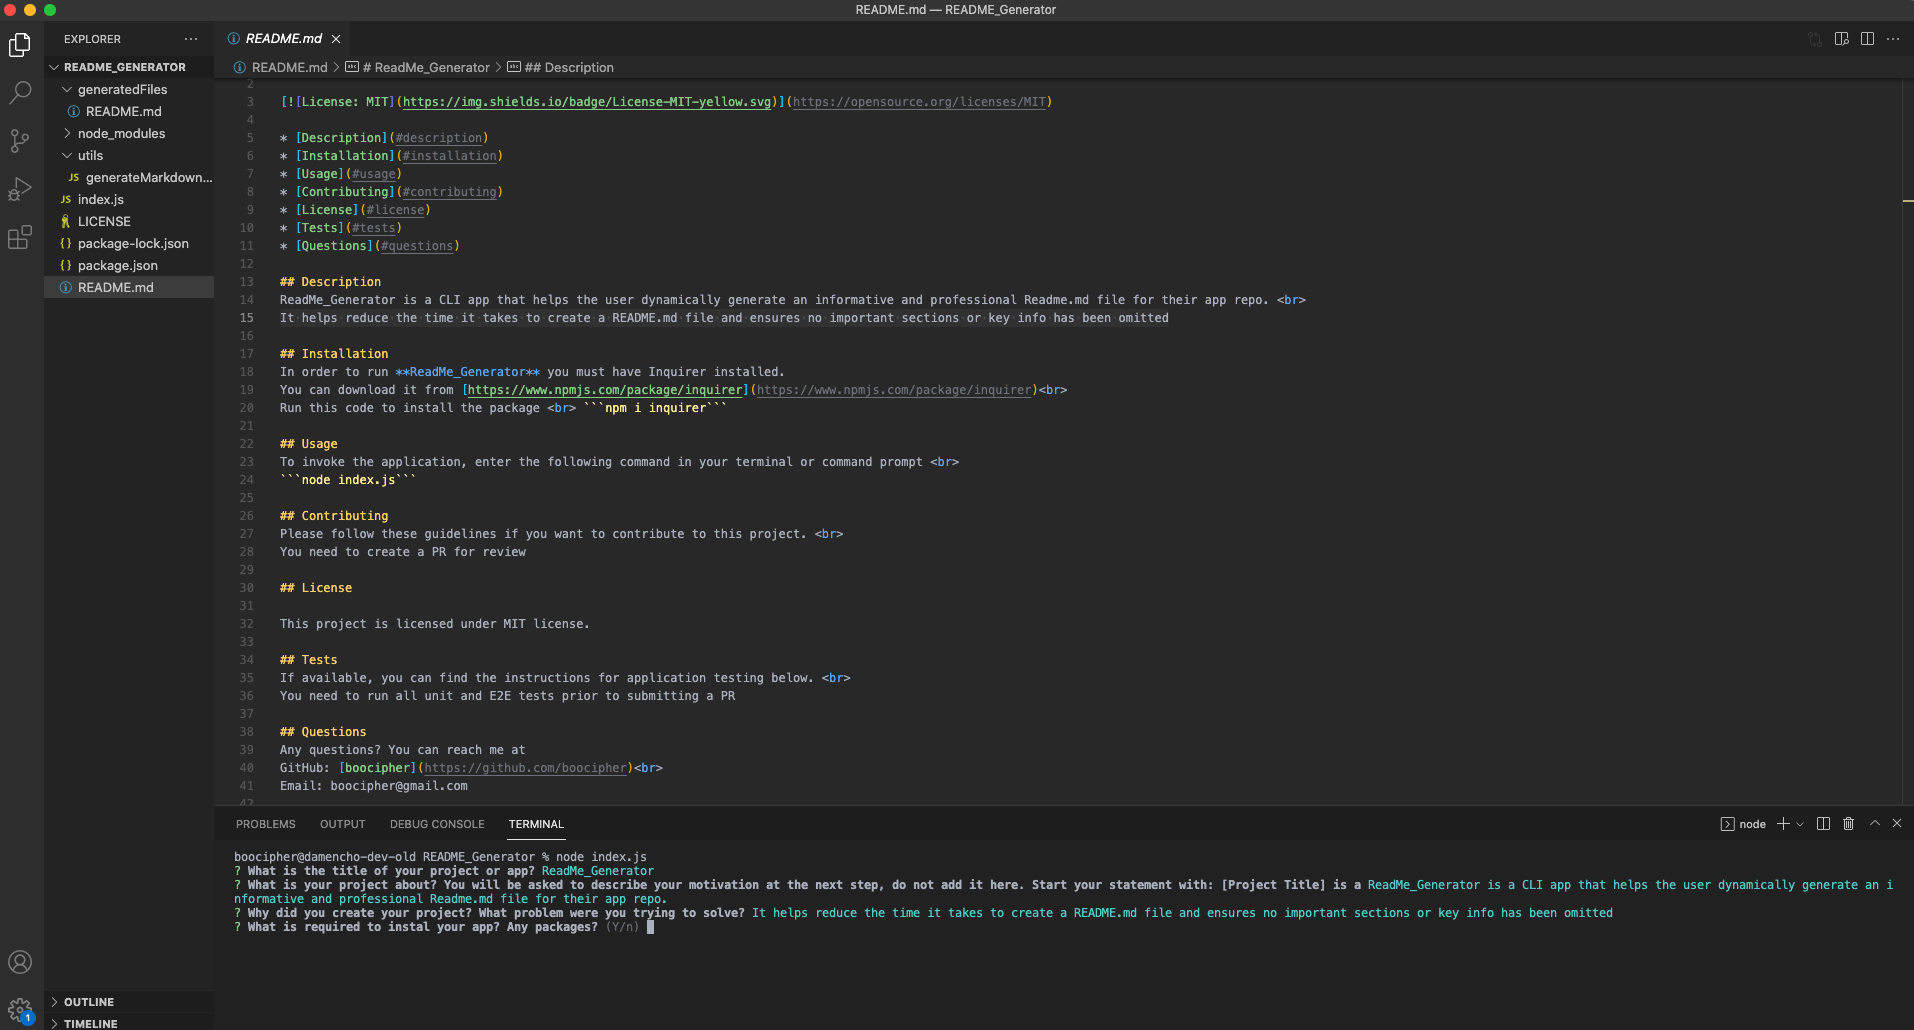 README.md — README_Generator
EXPLORER
README.md
README_GENERATOR
generatedFiles
README.md
node_modules
utils
JS generateMarkdown...
JS index.js
LICENSE
{} package-lock.json
{} package.json
README.md
OUTLINE
TIMELINE
1
README.md > # ReadMe_Generator > ## Description
2
3 [![License: MIT](https://img.shields.io/badge/License-MIT-yellow.svg)](https://opensource.org/licenses/MIT)
4
5 * [Description](#description)
6 * [Installation](#installation)
7 * [Usage](#usage)
8 * [Contributing](#contributing)
9 * [License](#license)
10 * [Tests](#tests)
11 * [Questions](#questions)
12
13 ## Description
14 ReadMe_Generator is a CLI app that helps the user dynamically generate an informative and professional Readme.md file for their app repo. <br>
15 It helps reduce the time it takes to create a README.md file and ensures no important sections or key info has been omitted
16
17 ## Installation
18 In order to run **ReadMe_Generator** you must have Inquirer installed.
19 You can download it from [https://www.npmjs.com/package/inquirer](https://www.npmjs.com/package/inquirer)<br>
20 Run this code to install the package <br> ```npm i inquirer```
21
22 ## Usage
23 To invoke the application, enter the following command in your terminal or command prompt <br>
24 ```node index.js```
25
26 ## Contributing
27 Please follow these guidelines if you want to contribute to this project. <br>
28 You need to create a PR for review
29
30 ## License
31
32 This project is licensed under MIT license.
33
34 ## Tests
35 If available, you can find the instructions for application testing below. <br>
36 You need to run all unit and E2E tests prior to submitting a PR
37
38 ## Questions
39 Any questions? You can reach me at
40 GitHub: [boocipher](https://github.com/boocipher)<br>
41 Email: boocipher@gmail.com
42
PROBLEMS OUTPUT DEBUG CONSOLE TERMINAL
node
boocipher@damencho-dev-old README_Generator % node index.js
? What is the title of your project or app? ReadMe_Generator
? What is your project about? You will be asked to describe your motivation at the next step, do not add it here. Start your statement with: [Project Title] is a ReadMe_Generator is a CLI app that helps the user dynamically generate an i
nformative and professional Readme.md file for their app repo.
? Why did you create your project? What problem were you trying to solve? It helps reduce the time it takes to create a README.md file and ensures no important sections or key info has been omitted
? What is required to instal your app? Any packages? (Y/n)